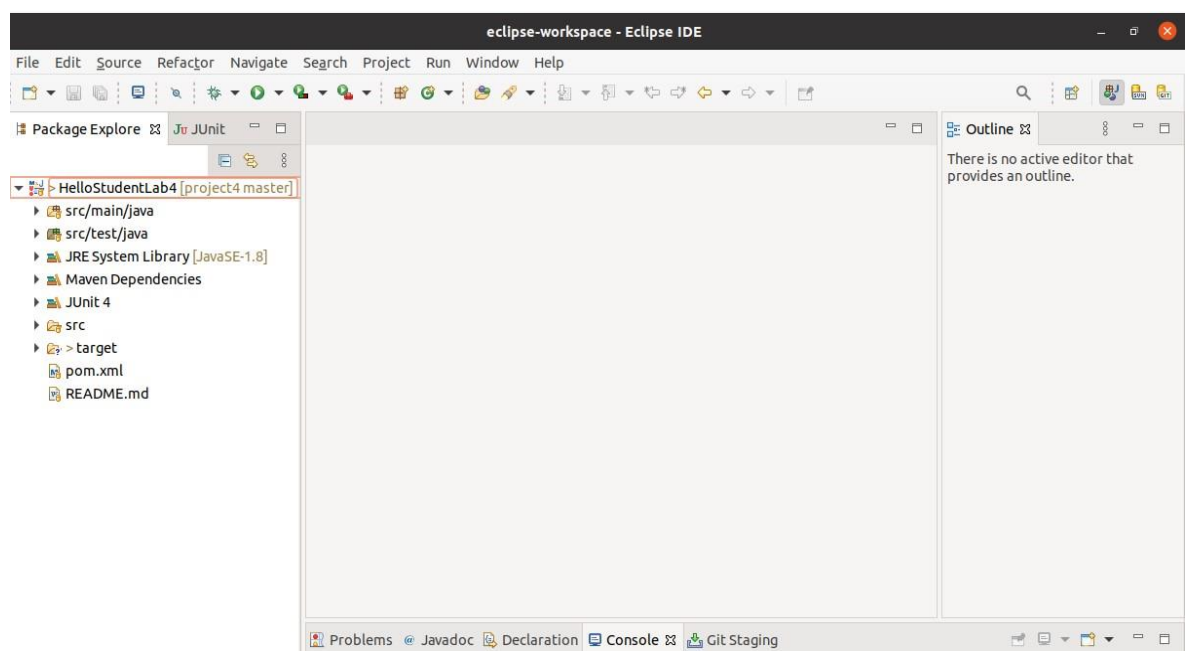 eclipse-workspace - Eclipse IDE
File Edit Source Refactor Navigate Search Project Run Window Help
Package Explore JU JUnit
Outline
There is no active editor that
provides an outline.
> HelloStudentLab4 [project4 master]
src/main/java
src/test/java
JRE System Library [JavaSE-1.8]
Maven Dependencies
JUnit 4
src
> target
pom.xml
README.md
Problems @ Javadoc Declaration Console Git Staging